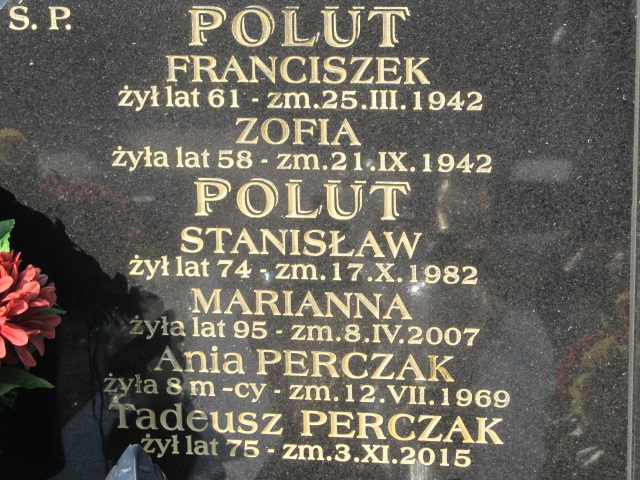 Ś. P.
POLUT
FRANCISZEK
żył lat 61 - zm.25.III.1942
ZOFIA
żyła lat 58 - zm.21.IX.1942
POLUT
STANISŁAW
żył lat 74 - zm.17.X.1982
MARIANNA
żyła lat 95 - zm.8.IV.2007
Ania PERCZAK
żyła 8 m-cy - zm.12.VII.1969
Tadeusz PERCZAK
żył lat 75 - zm.3.XI.2015